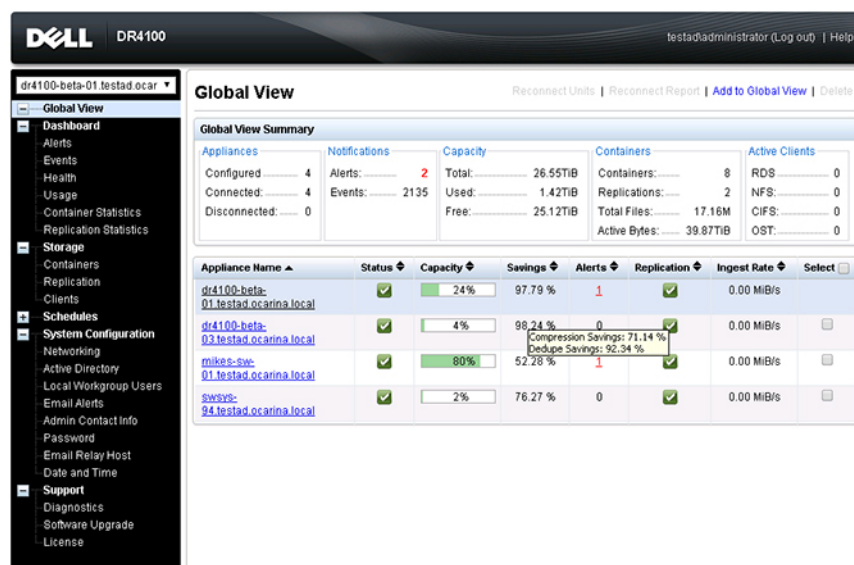 DELL DR4100 testad\administrator (Log out) | Help
dr4100-beta-01.testad.ocar
Global View
Dashboard
Alerts
Events
Health
Usage
Container Statistics
Replication Statistics
Storage
Containers
Replication
Clients
Schedules
System Configuration
Networking
Active Directory
Local Workgroup Users
Email Alerts
Admin Contact Info
Password
Email Relay Host
Date and Time
Support
Diagnostics
Software Upgrade
License
Global View Reconnect Units | Reconnect Report | Add to Global View | Delete
Global View Summary
Appliances
Configured 4
Connected: 4
Disconnected: 0
Notifications
Alerts: 2
Events: 2135
Capacity
Total: 26.55TiB
Used: 1.42TiB
Free: 25.12TiB
Containers
Containers: 8
Replications: 2
Total Files: 17.16M
Active Bytes: 39.87TiB
Active Clients
RDS 0
NFS: 0
CIFS: 0
OST: 0
Appliance Name Status Capacity Savings Alerts Replication Ingest Rate Select
dr4100-beta- 24% 97.79 % 1 0.00 MiB/s
01.testad.ocarina.local
dr4100-beta- 4% 98.24 % 0 0.00 MiB/s
03.testad.ocarina.local
Compression Savings: 71.14 %
Dedupe Savings: 92.34 %
mikes-sw- 80% 52.28 % 1 0.00 MiB/s
01.testad.ocarina.local
swsys- 2% 76.27 % 0 0.00 MiB/s
94.testad.ocarina.local